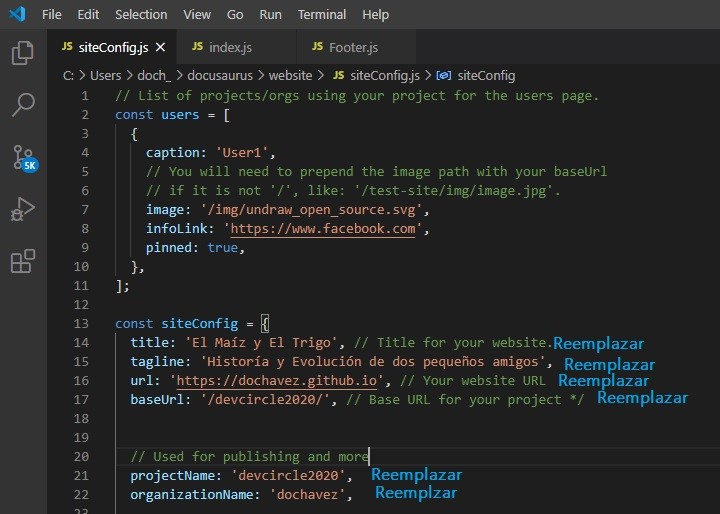 File Edit Selection View Go Run Terminal Help
JS siteConfig.js × JS index.js JS Footer.js
C: > Users > doch_ > docusaurus > website > JS siteConfig.js > siteConfig
5K
1 // List of projects/orgs using your project for the users page.
2 const users = [
3 {
4 caption: 'User1',
5 // You will need to prepend the image path with your baseUrl
6 // if it is not '/', like: '/test-site/img/image.jpg'.
7 image: '/img/undraw_open_source.svg',
8 infoLink: 'https://www.facebook.com',
9 pinned: true,
10 },
11 ];
12
13 const siteConfig = {
14 title: 'El Maíz y El Trigo', // Title for your website. Reemplazar
15 tagline: 'Historía y Evolución de dos pequeños amigos', Reemplazar
16 url: 'https://dochavez.github.io', // Your website URL Reemplazar
17 baseUrl: '/devcircle2020/', // Base URL for your project */ Reemplazar
18
19
20 // Used for publishing and more
21 projectName: 'devcircle2020', Reemplazar
22 organizationName: 'dochavez', Reemplzar
23